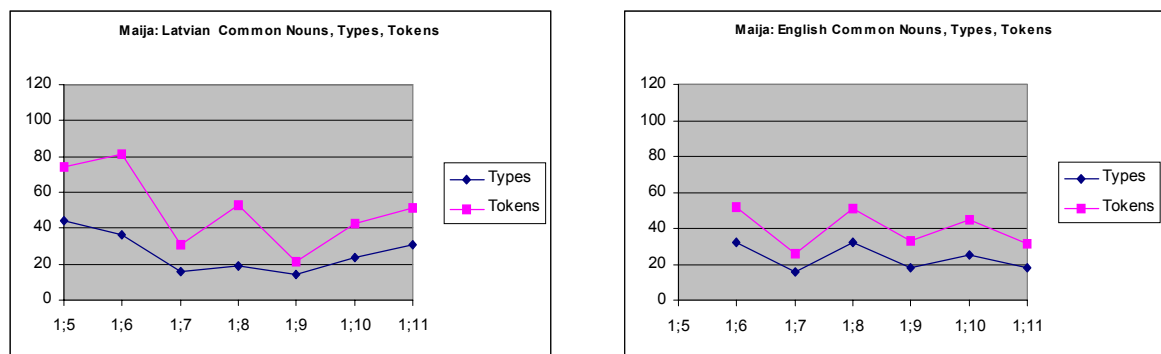 Maija: Latvian Common Nouns, Types, Tokens
120
100
80
60
40
20
0
1;5 1;6 1;7 1;8 1;9 1;10 1;11
Types
Tokens
Maija: English Common Nouns, Types, Tokens
120
100
80
60
40
20
0
1;5 1;6 1;7 1;8 1;9 1;10 1;11
Types
Tokens